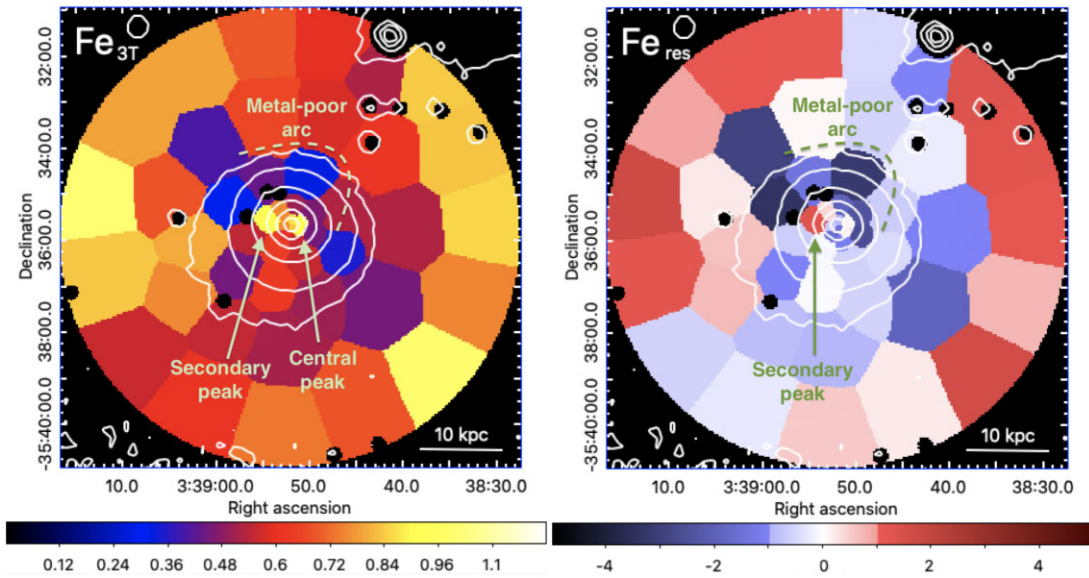 Fe 3T
Metal-poor
arc
Secondary
peak
Central
peak
10 kpc
Declination
32:00.0
34:00.0
36:00.0
38:00.0
-35:40:00.0
10.0 3:39:00.0 50.0 40.0 38:30.0
Right ascension
0.12 0.24 0.36 0.48 0.6 0.72 0.84 0.96 1.1
Fe res
Metal-poor
arc
Secondary
peak
10 kpc
Declination
32:00.0
34:00.0
36:00.0
38:00.0
-35:40:00.0
10.0 3:39:00.0 50.0 40.0 38:30.0
Right ascension
-4 -2 0 2 4